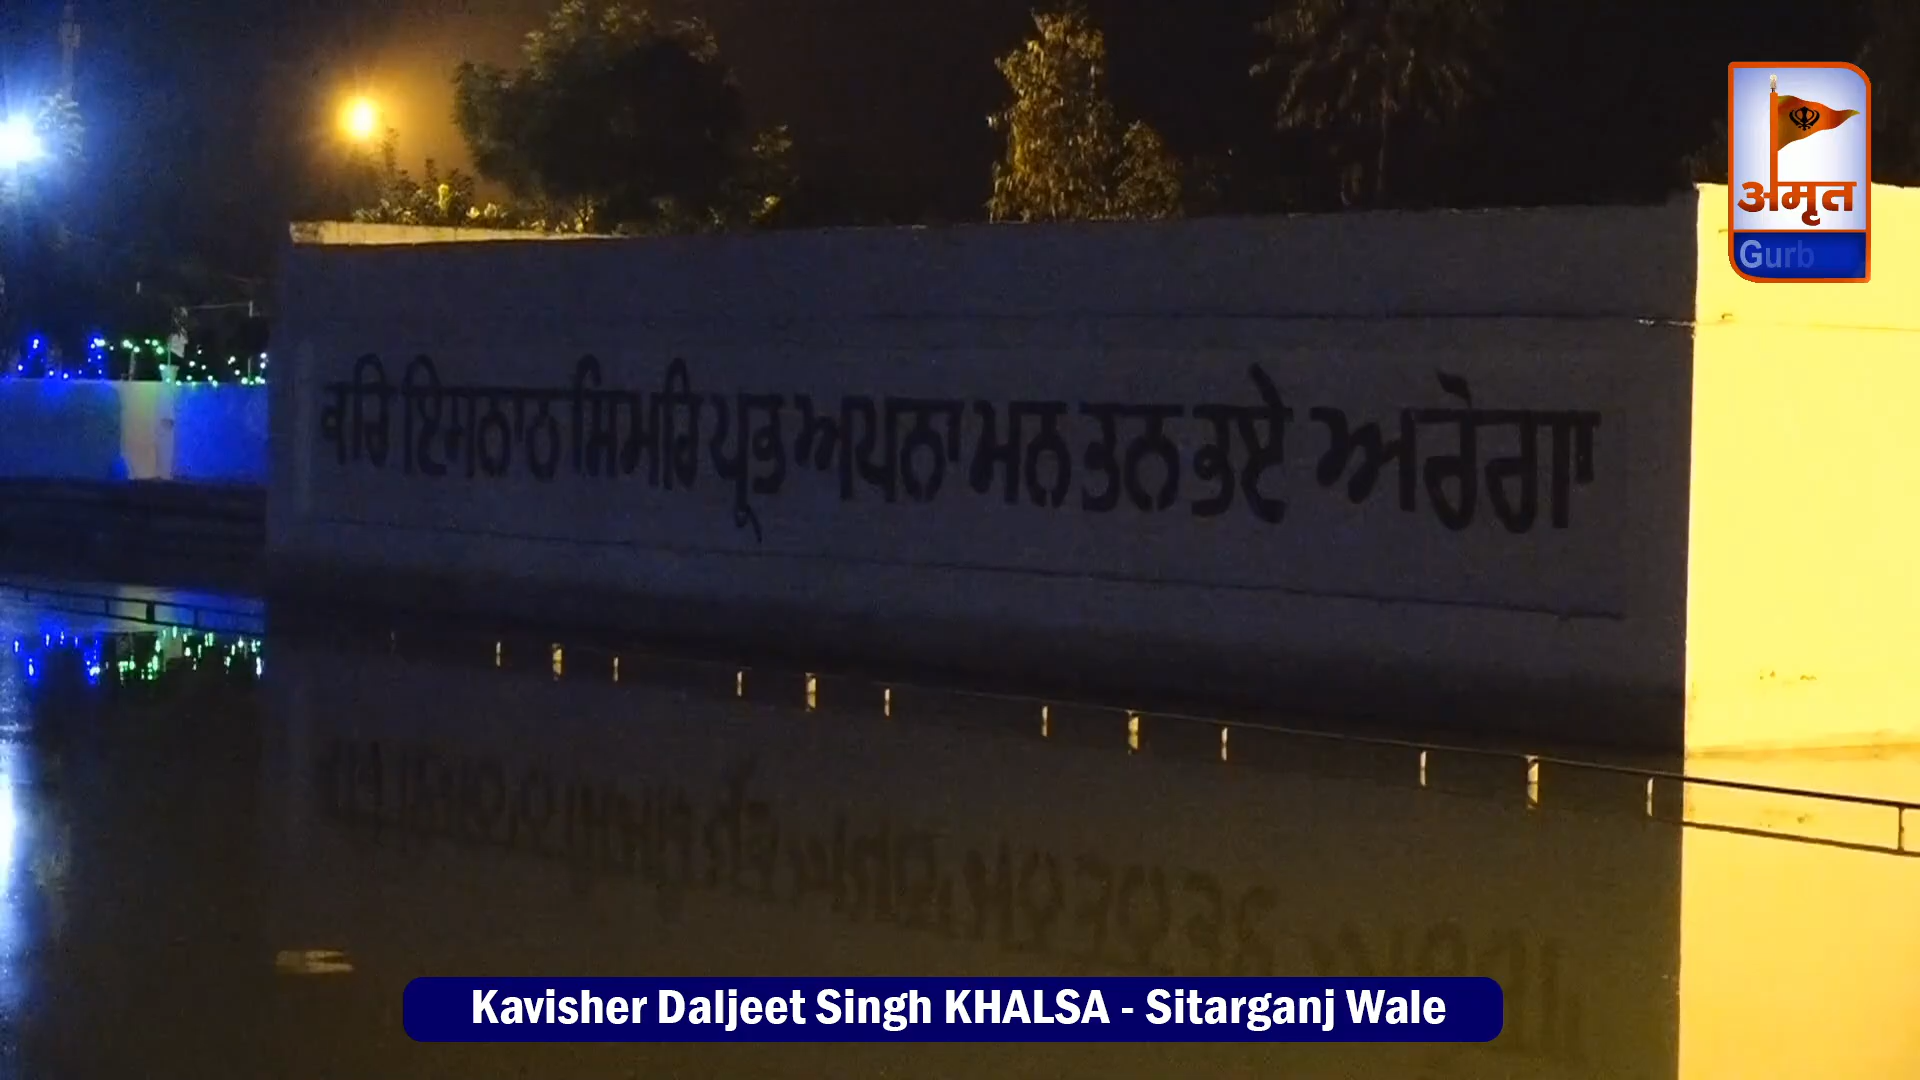 अमृत
Gurb
ਕਰਿ ਇਸਨਾਨ ਸਿਮਰਿ ਪ੍ਰਭ ਅਪਨਾ ਮਨ ਤਨ ਭਏ ਅਰੋਗਾ
Kavisher Daljeet Singh KHALSA - Sitarganj Wale